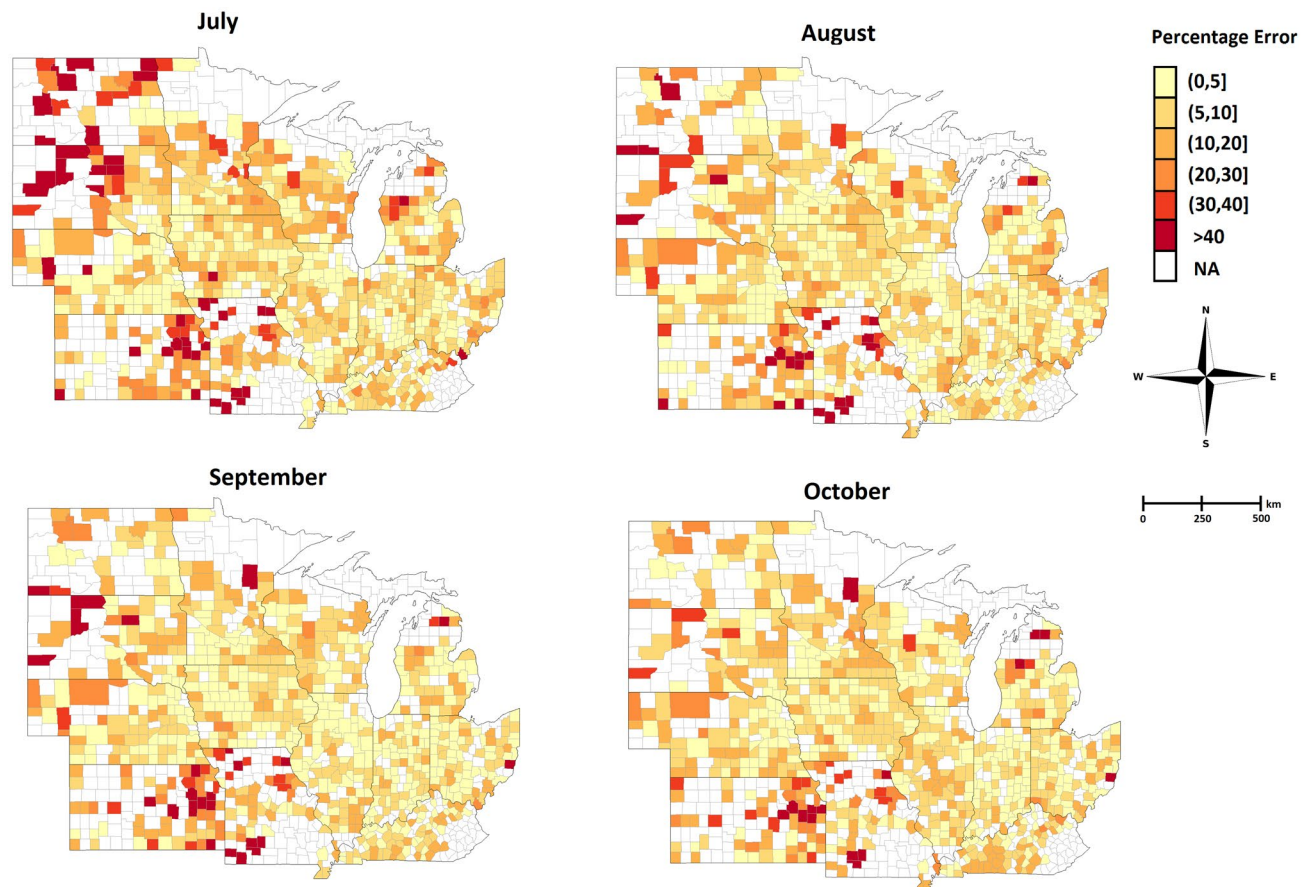 July
August
Percentage Error
(0,5]
(5,10]
(10,20]
(20,30]
(30,40]
>40
NA
N
W
E
S
September
October
km
0 250 500